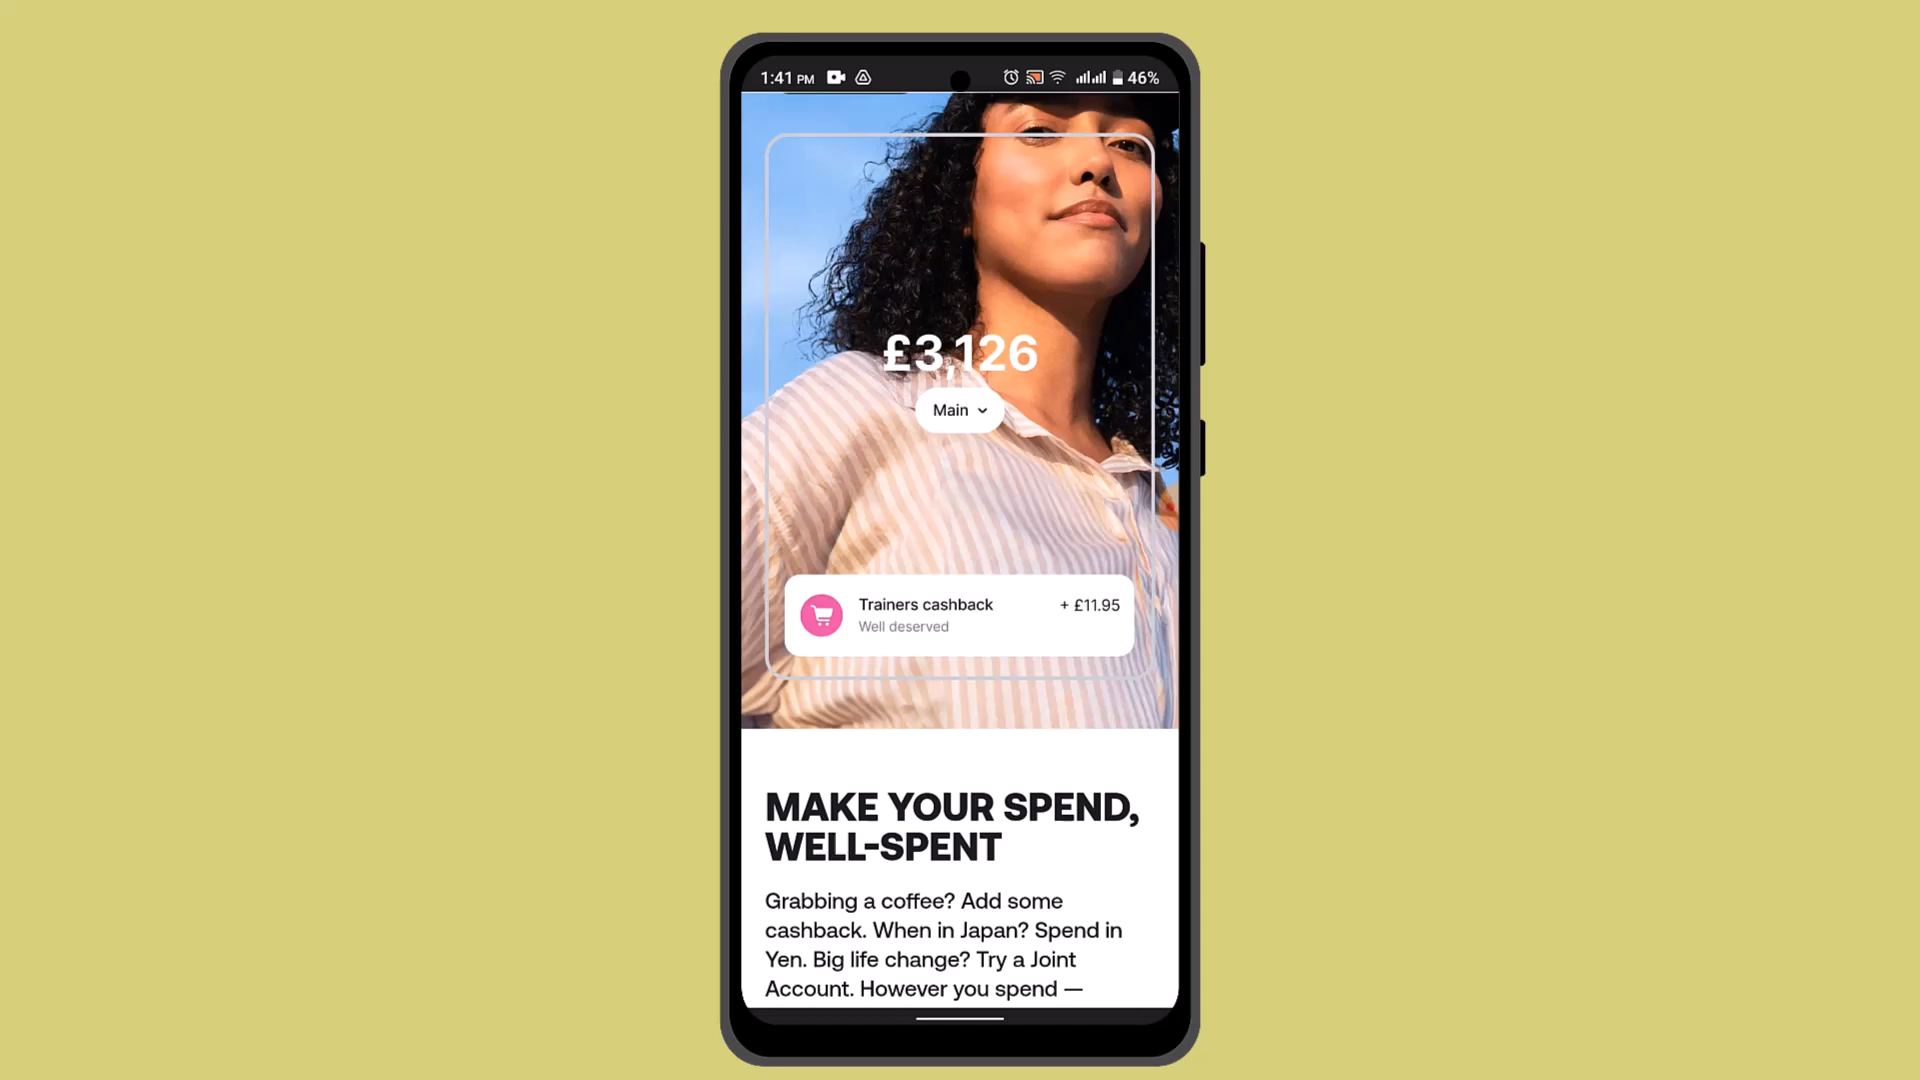 1:41 PM 46%
£3,126
Main
Trainers cashback + £11.95
Well deserved
MAKE YOUR SPEND,
WELL-SPENT
Grabbing a coffee? Add some
cashback. When in Japan? Spend in
Yen. Big life change? Try a Joint
Account. However you spend —